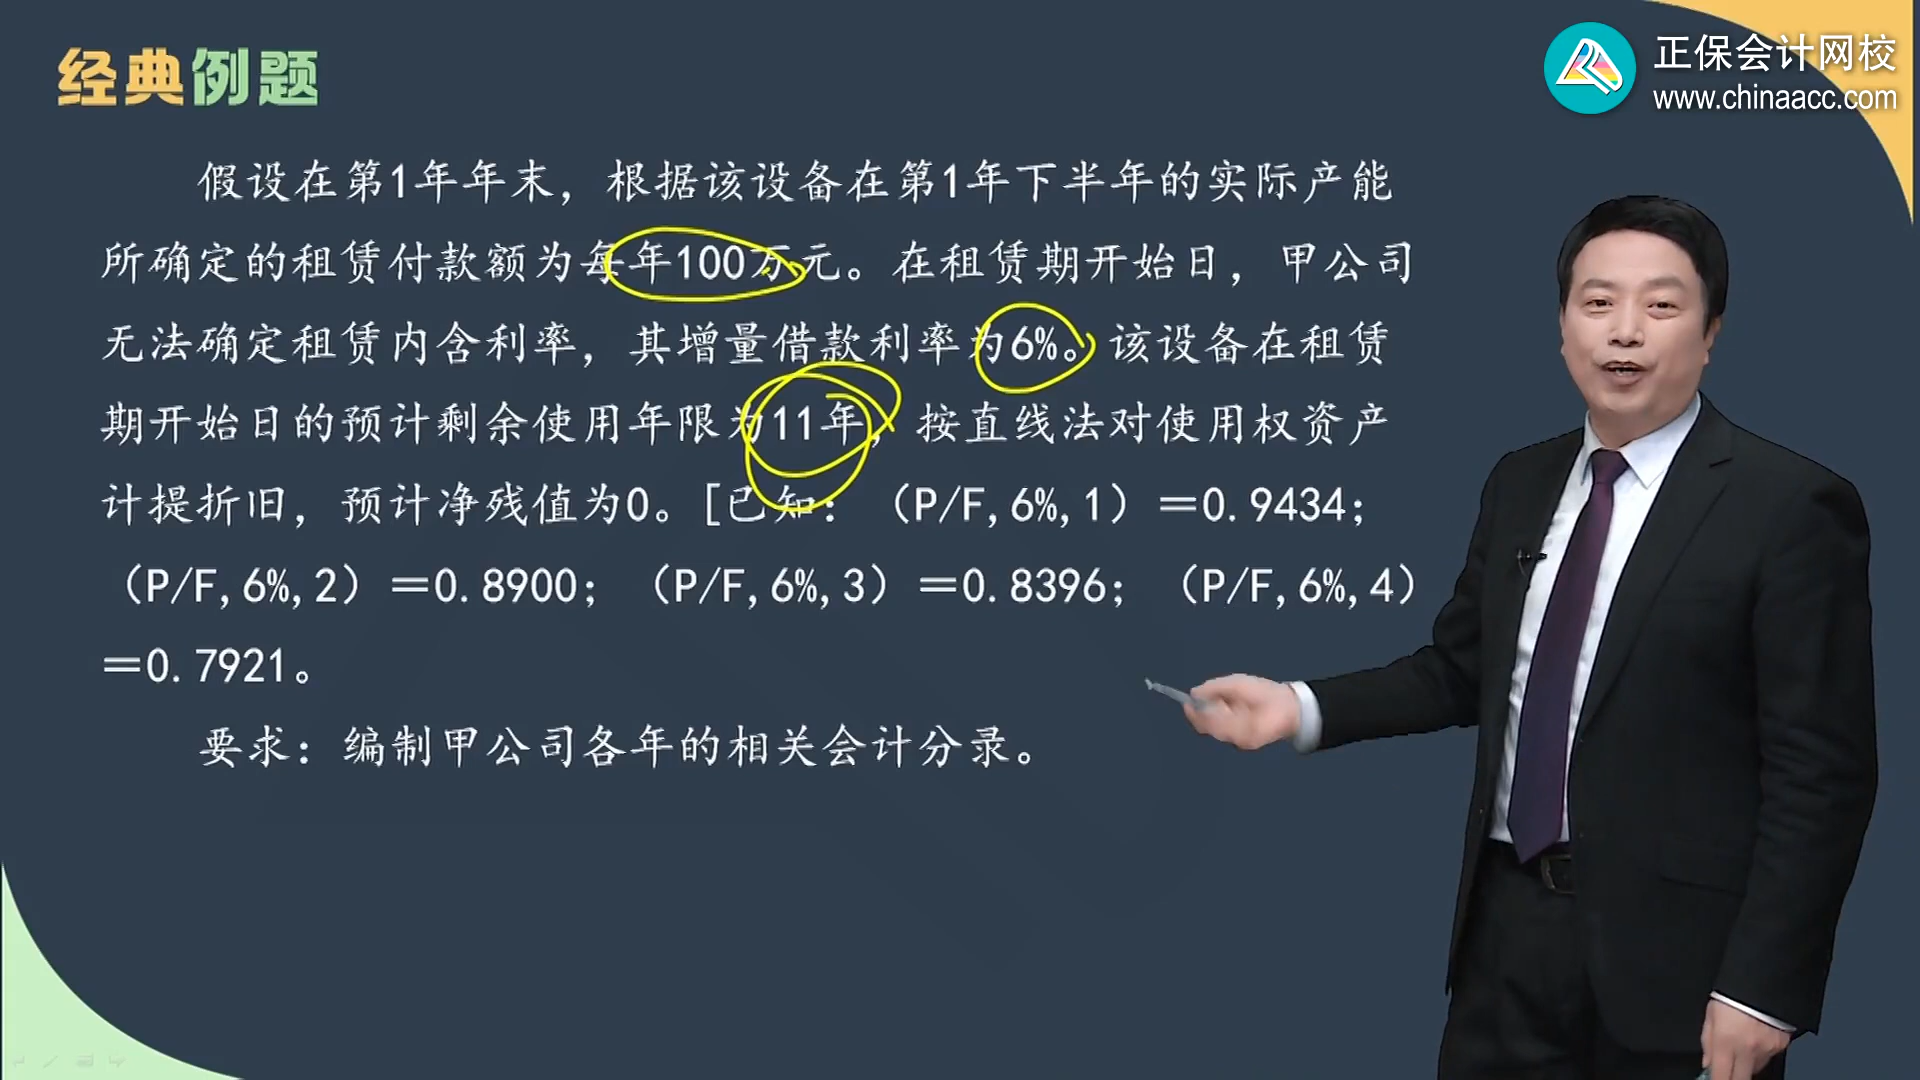 经典例题
正保会计网校
www.chinaacc.com
假设在第1年年末，根据该设备在第1年下半年的实际产能
所确定的租赁付款额为每年100万元。在租赁期开始日，甲公司
无法确定租赁内含利率，其增量借款利率为6%。该设备在租赁
期开始日的预计剩余使用年限为11年，按直线法对使用权资产
计提折旧，预计净残值为0。[已知：（P/F,6%,1）＝0.9434；
（P/F,6%,2）＝0.8900；（P/F,6%,3）＝0.8396；（P/F,6%,4）
＝0.7921。
要求：编制甲公司各年的相关会计分录。